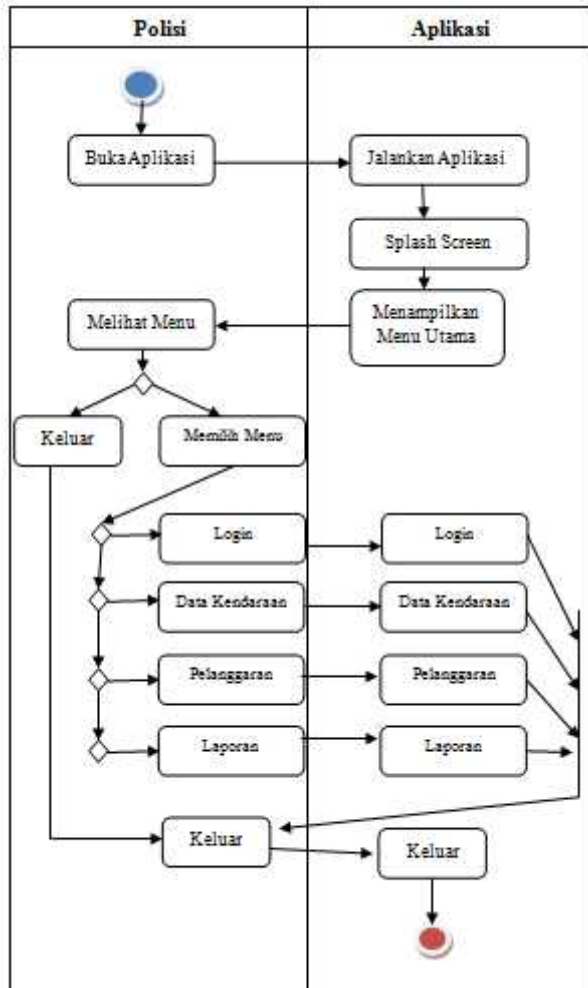 Polisi
Aplikasi
Buka Aplikasi
Jalankan Aplikasi
Splash Screen
Menampilkan
Menu Utama
Melihat Menu
Keluar
Memilih Menu
Login
Login
Data Kendaraan
Data Kendaraan
Pelanggaran
Pelanggaran
Laporan
Laporan
Keluar
Keluar